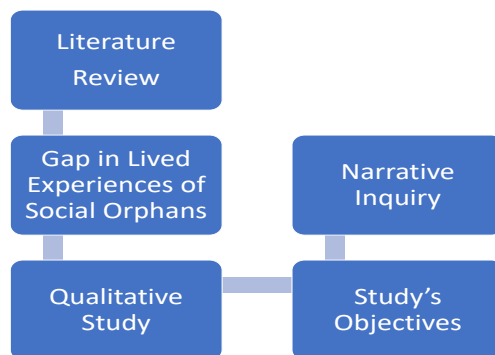 Literature
Review
Gap in Lived
Experiences of
Social Orphans
Qualitative
Study
Study’s
Objectives
Narrative
Inquiry